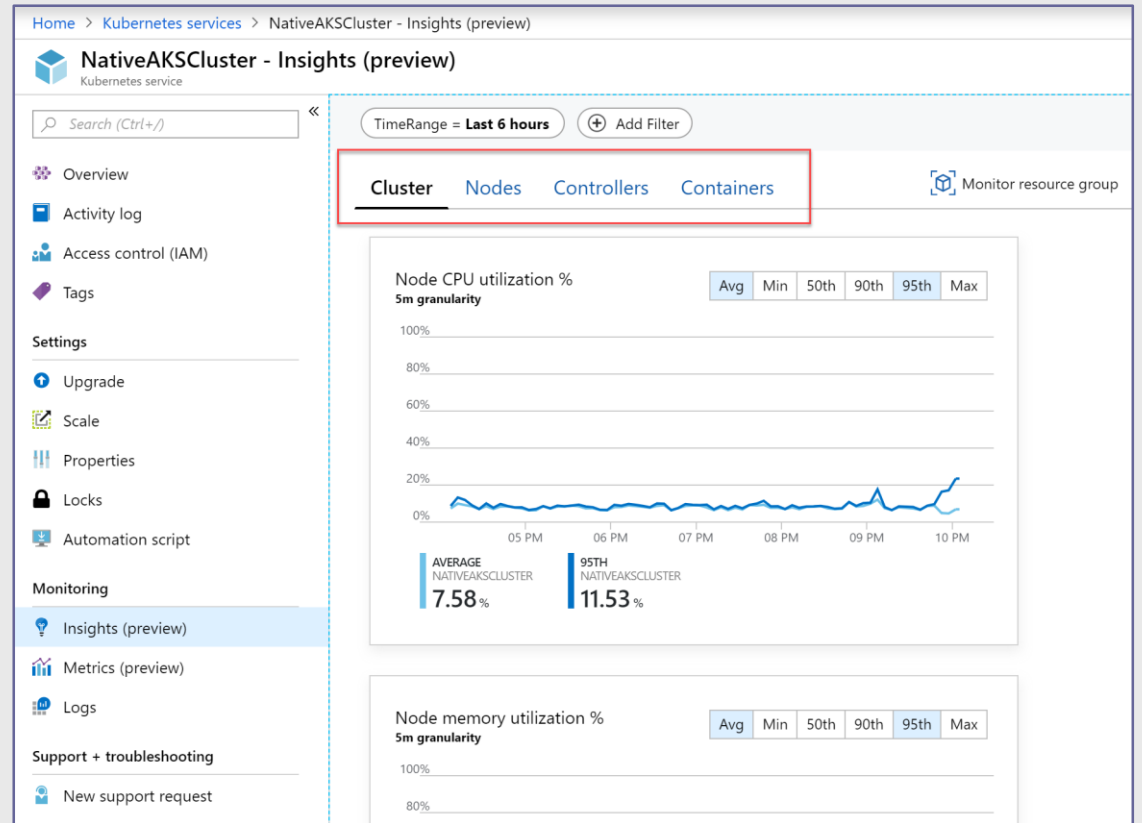 Home > Kubernetes services > NativeAKSCluster - Insights (preview)
NativeAKSCluster - Insights (preview)
Kubernetes service
Search (Ctrl+/)
«
Overview
Activity log
Access control (IAM)
Tags
Settings
Upgrade
Scale
Properties
Locks
Automation script
Monitoring
Insights (preview)
Metrics (preview)
Logs
Support + troubleshooting
New support request
TimeRange = Last 6 hours
Add Filter
Cluster Nodes Controllers Containers
Monitor resource group
Node CPU utilization %
5m granularity
Avg Min 50th 90th 95th Max
100%
80%
60%
40%
20%
0%
05 PM 06 PM 07 PM 08 PM 09 PM 10 PM
AVERAGE
NATIVEAKSCLUSTER
7.58 %
95TH
NATIVEAKSCLUSTER
11.53 %
Node memory utilization %
5m granularity
Avg Min 50th 90th 95th Max
100%
80%